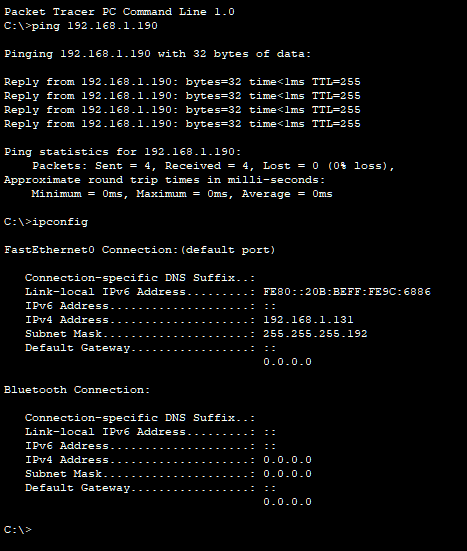 Packet Tracer PC Command Line 1.0
C:\>ping 192.168.1.190
Pinging 192.168.1.190 with 32 bytes of data:
Reply from 192.168.1.190: bytes=32 time<1ms TTL=255
Reply from 192.168.1.190: bytes=32 time<1ms TTL=255
Reply from 192.168.1.190: bytes=32 time<1ms TTL=255
Reply from 192.168.1.190: bytes=32 time<1ms TTL=255
Ping statistics for 192.168.1.190:
Packets: Sent = 4, Received = 4, Lost = 0 (0% loss),
Approximate round trip times in milli-seconds:
Minimum = 0ms, Maximum = 0ms, Average = 0ms
C:\>ipconfig
FastEthernet0 Connection:(default port)
Connection-specific DNS Suffix..:
Link-local IPv6 Address.........: FE80::20B:BEFF:FE9C:6886
IPv6 Address....................: ::
IPv4 Address....................: 192.168.1.131
Subnet Mask.....................: 255.255.255.192
Default Gateway.................: ::
0.0.0.0
Bluetooth Connection:
Connection-specific DNS Suffix..:
Link-local IPv6 Address.........: ::
IPv6 Address....................: ::
IPv4 Address....................: 0.0.0.0
Subnet Mask.....................: 0.0.0.0
Default Gateway.................: ::
0.0.0.0
C:\>